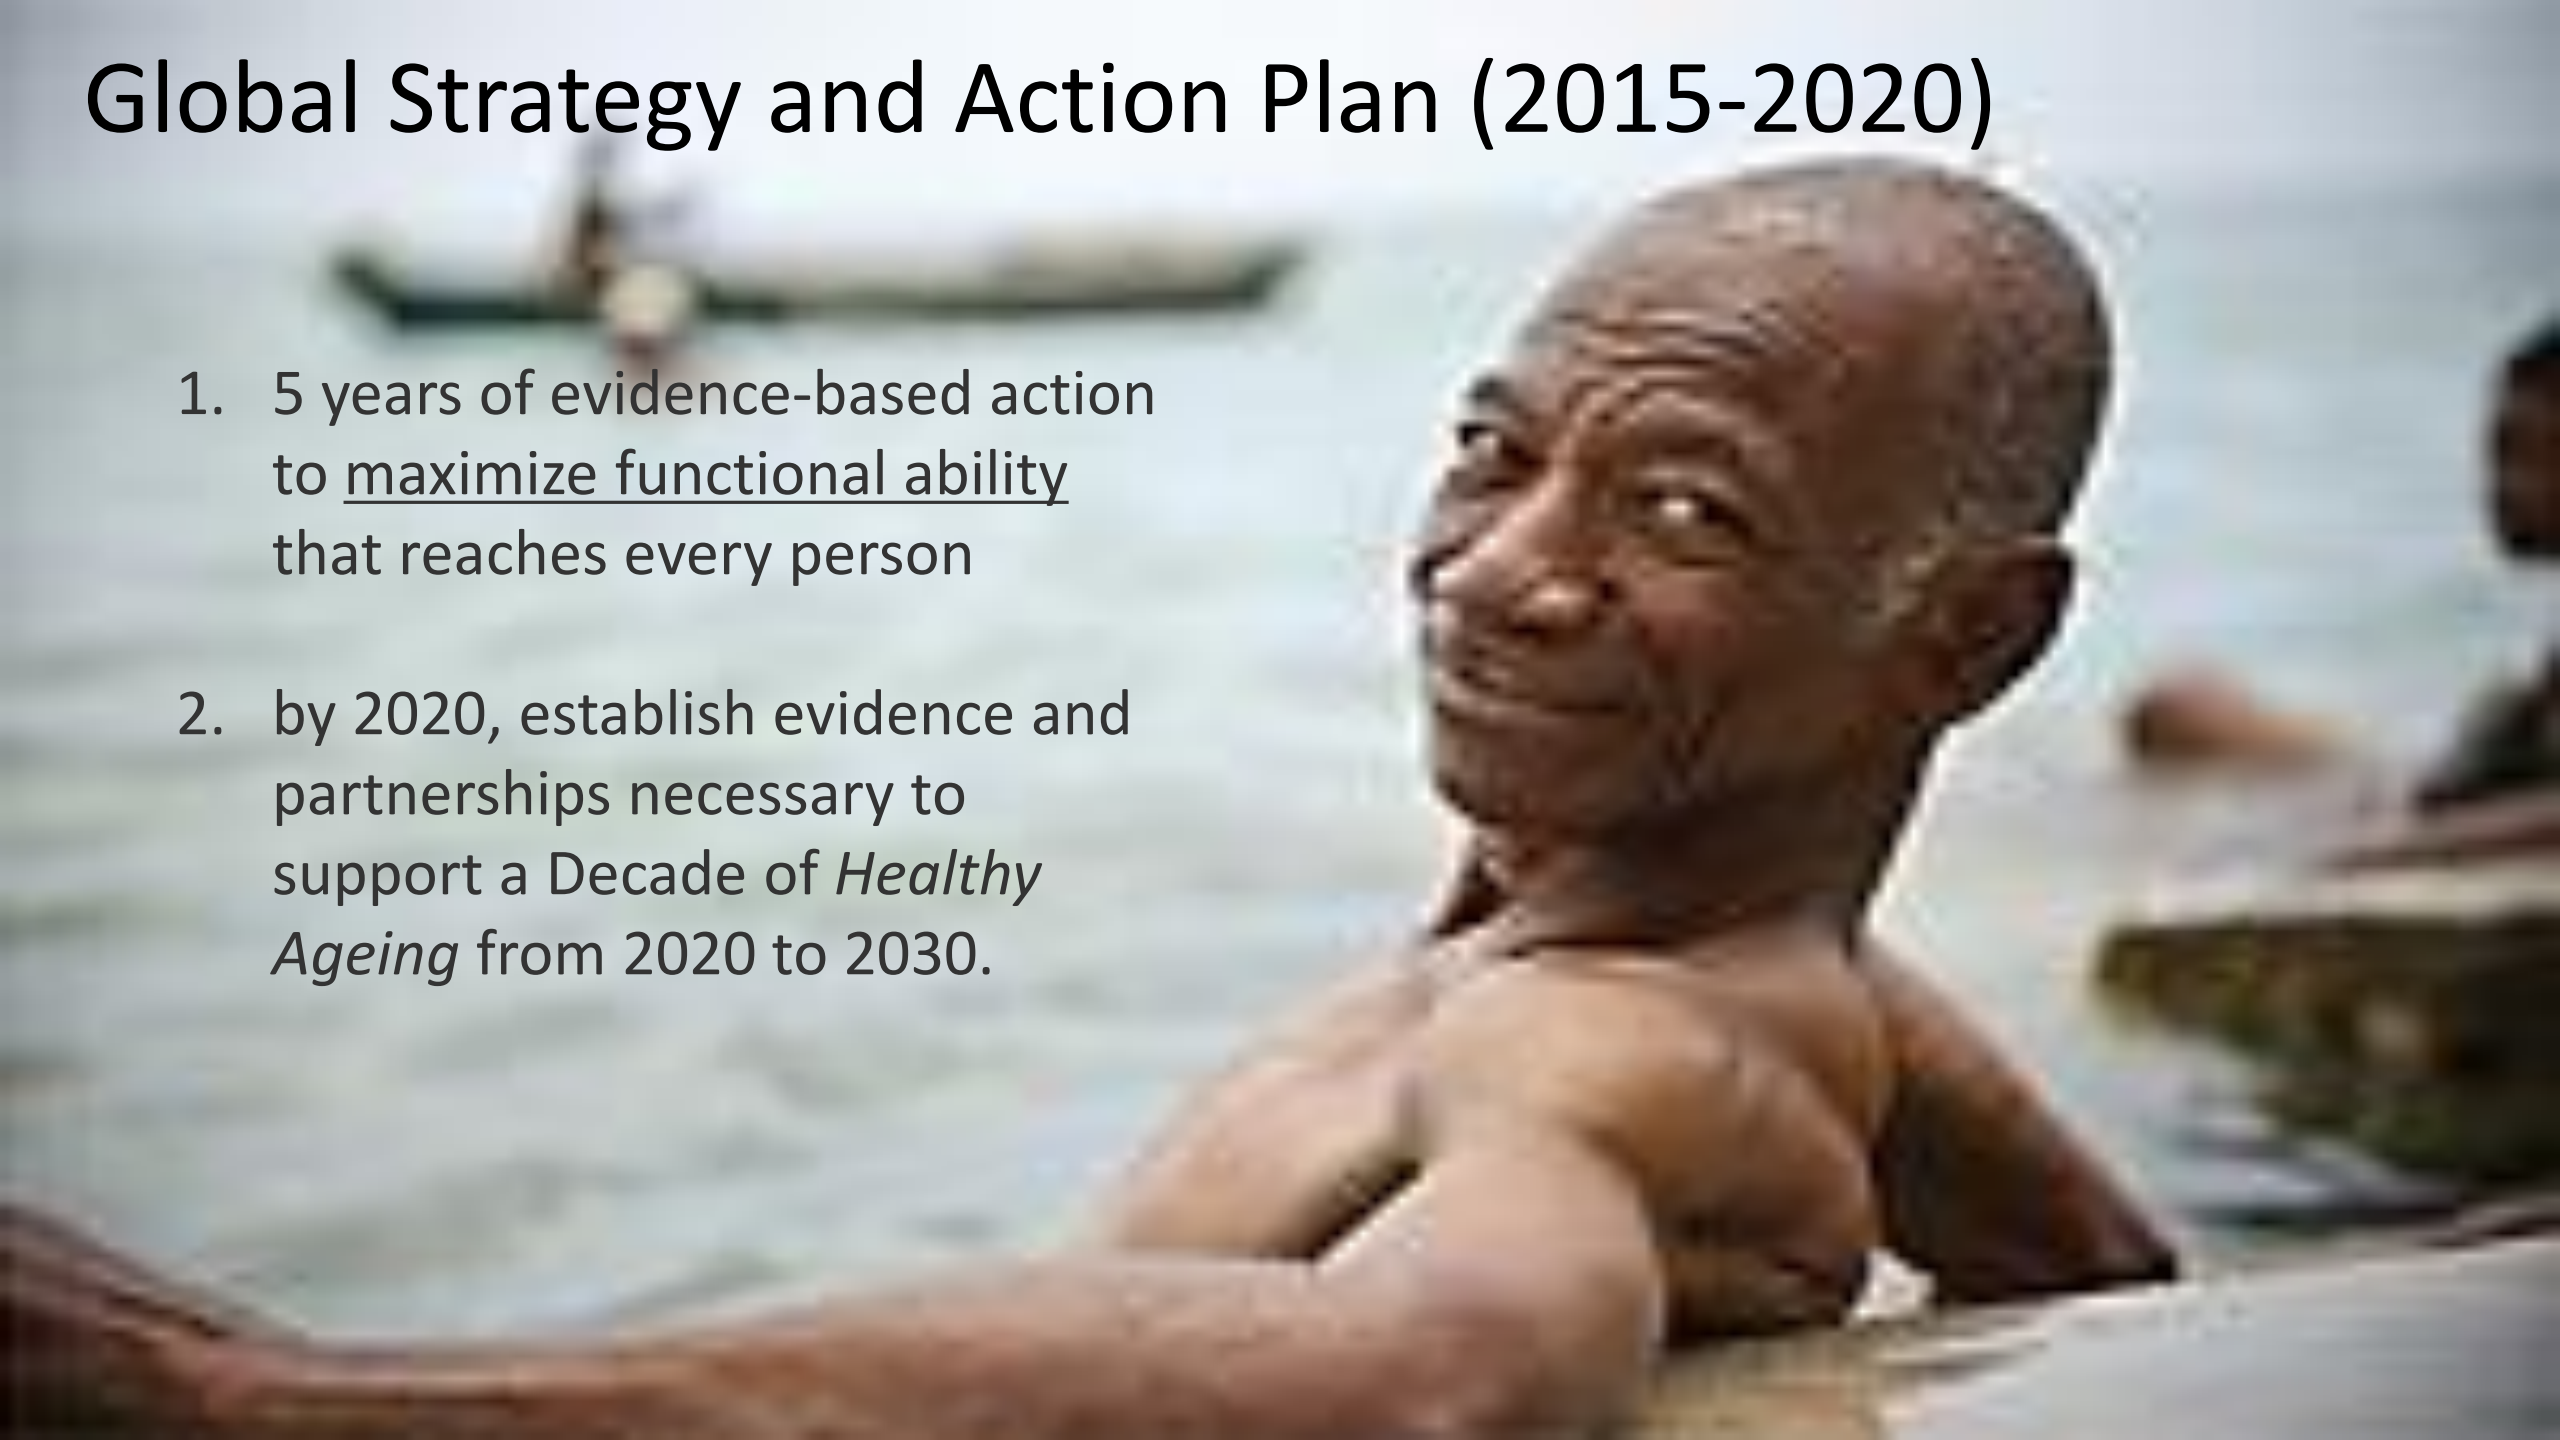 Global Strategy and Action Plan (2015-2020)
1. 5 years of evidence-based action
to maximize functional ability
that reaches every person
2. by 2020, establish evidence and
partnerships necessary to
support a Decade of Healthy
Ageing from 2020 to 2030.